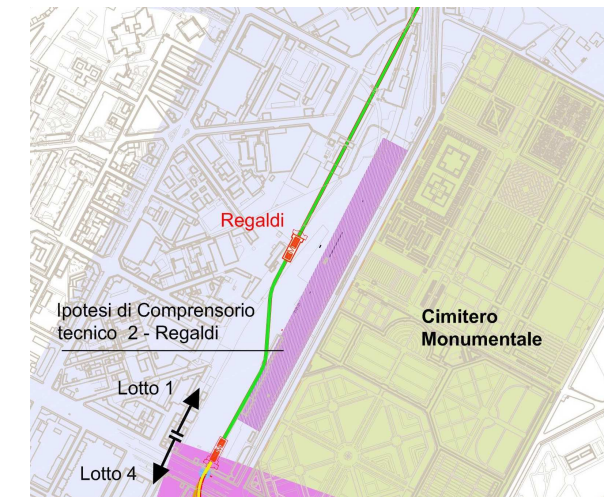 Regaldi
Ipotesi di Comprensorio
tecnico 2 - Regaldi
Cimitero
Monumentale
Lotto 1
Lotto 4